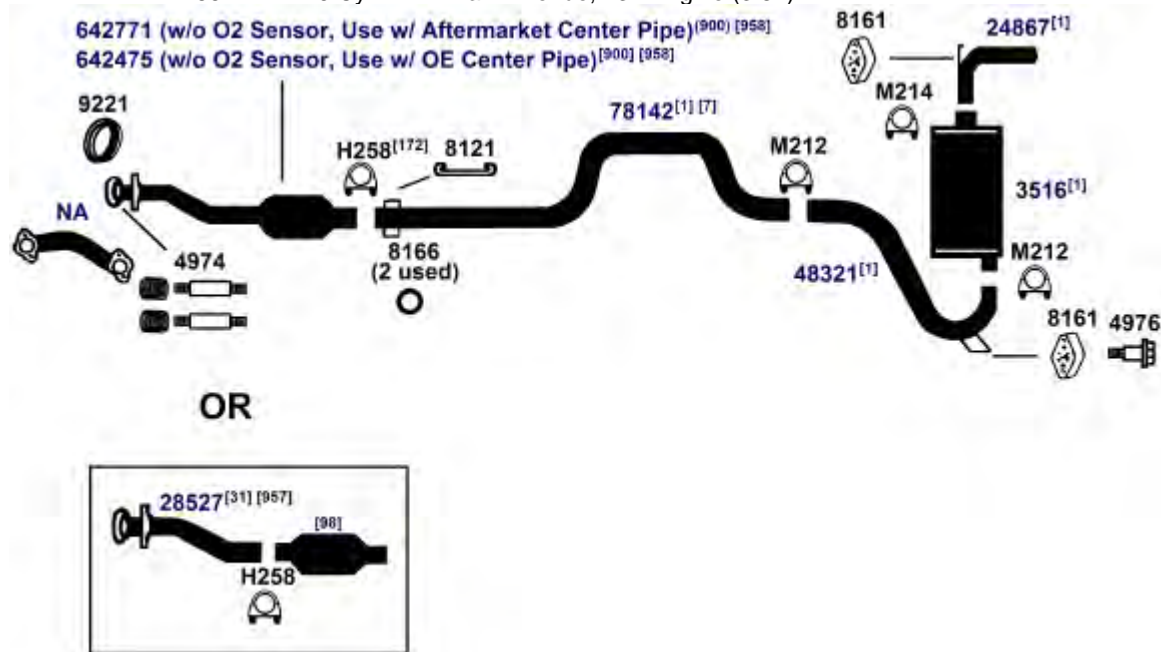 642771 (w/o O2 Sensor, Use w/ Aftermarket Center Pipe)(900) [958]
642475 (w/o O2 Sensor, Use w/ OE Center Pipe)[900] [958]
8161
24867[1]
9221
78142[1] [7]
M214
H258[172]
8121
M212
3516[1]
NA
4974
8166
(2 used)
48321[1]
M212
8161
4976
OR
28527[31] [957]
[98]
H258